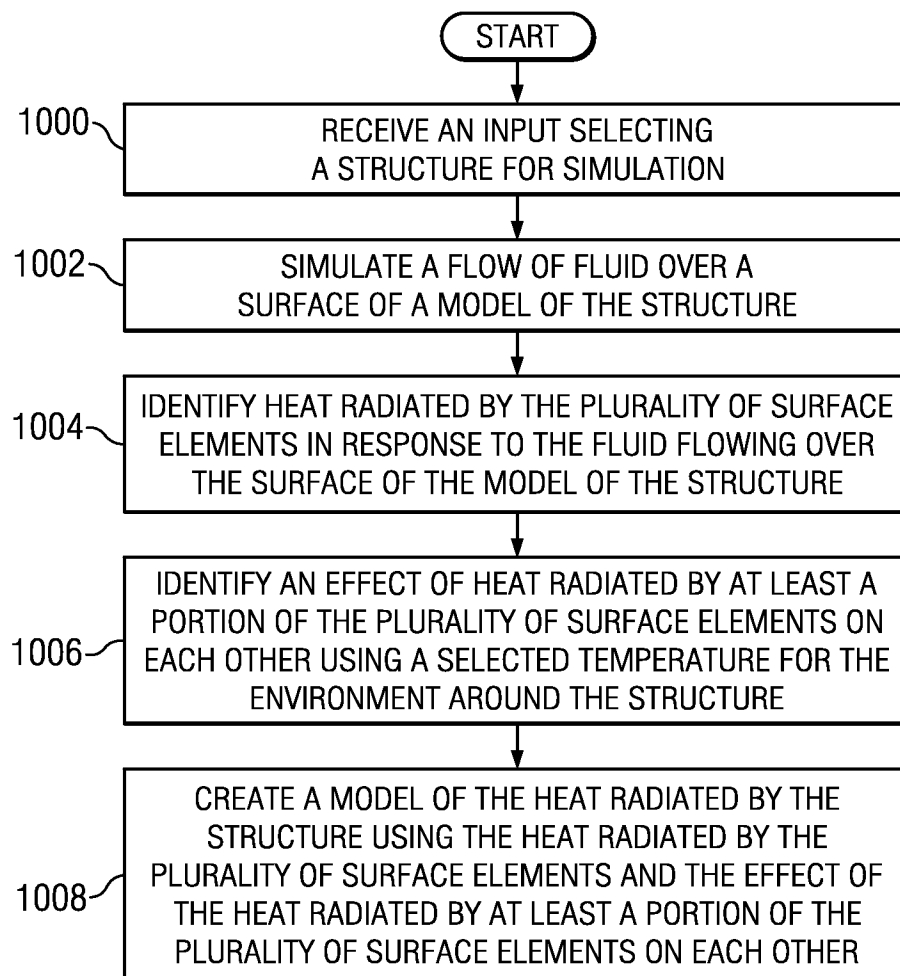 START
1000
RECEIVE AN INPUT SELECTING
A STRUCTURE FOR SIMULATION
1002
SIMULATE A FLOW OF FLUID OVER A
SURFACE OF A MODEL OF THE STRUCTURE
1004
IDENTIFY HEAT RADIATED BY THE PLURALITY OF SURFACE
ELEMENTS IN RESPONSE TO THE FLUID FLOWING OVER
THE SURFACE OF THE MODEL OF THE STRUCTURE
1006
IDENTIFY AN EFFECT OF HEAT RADIATED BY AT LEAST A
PORTION OF THE PLURALITY OF SURFACE ELEMENTS ON
EACH OTHER USING A SELECTED TEMPERATURE FOR THE
ENVIRONMENT AROUND THE STRUCTURE
1008
CREATE A MODEL OF THE HEAT RADIATED BY THE
STRUCTURE USING THE HEAT RADIATED BY THE
PLURALITY OF SURFACE ELEMENTS AND THE EFFECT OF
THE HEAT RADIATED BY AT LEAST A PORTION OF THE
PLURALITY OF SURFACE ELEMENTS ON EACH OTHER